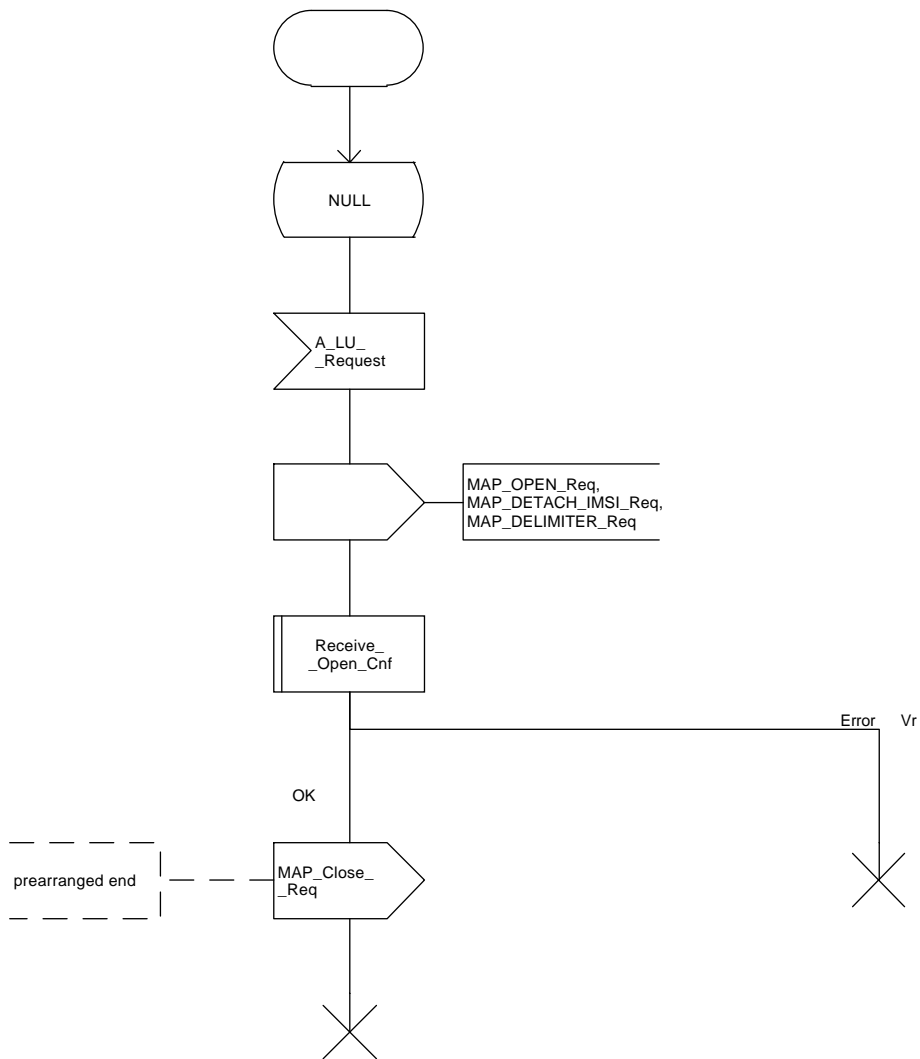 NULL
A_LU_
_Request
MAP_OPEN_Req,
MAP_DETACH_IMSI_Req,
MAP_DELIMITER_Req
Receive_
_Open_Cnf
Error Vr
OK
prearranged end
MAP_Close_
_Req